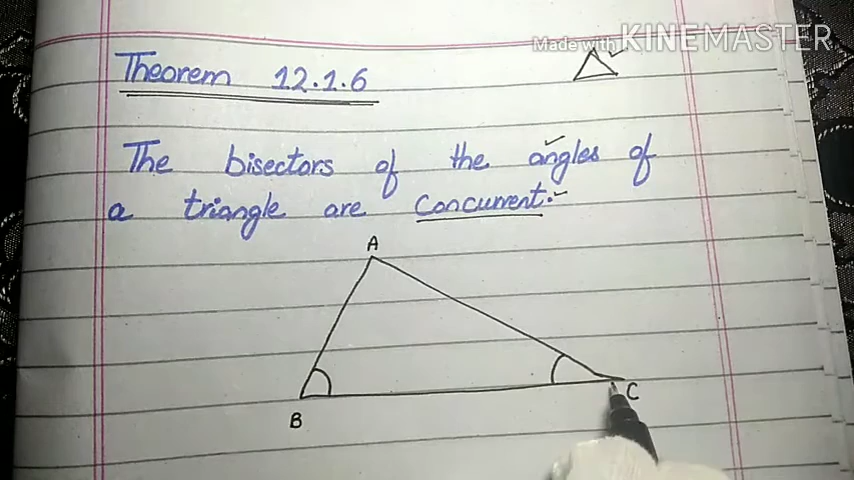 Made with KINEMASTER
Theorem 12.1.6
The bisectors of the angles of
a triangle are concurrent.
A
B
C